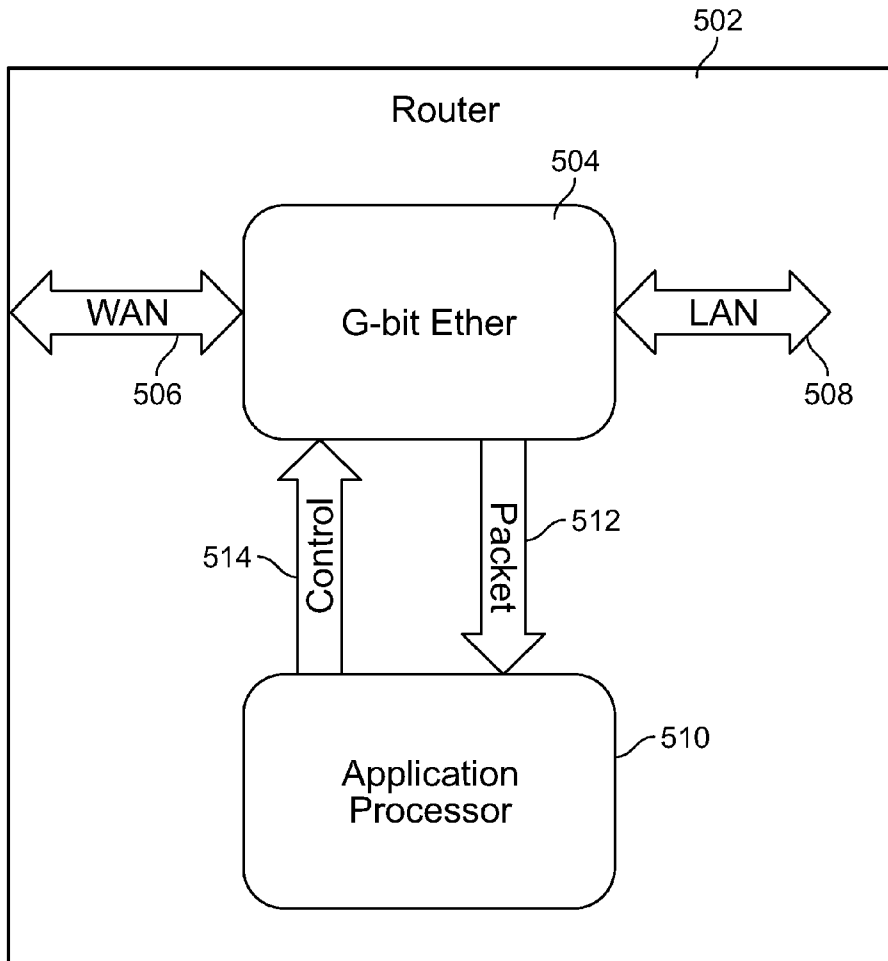 502
Router
504
WAN
G-bit Ether
LAN
506
508
514
Control
Packet
512
Application
Processor
510